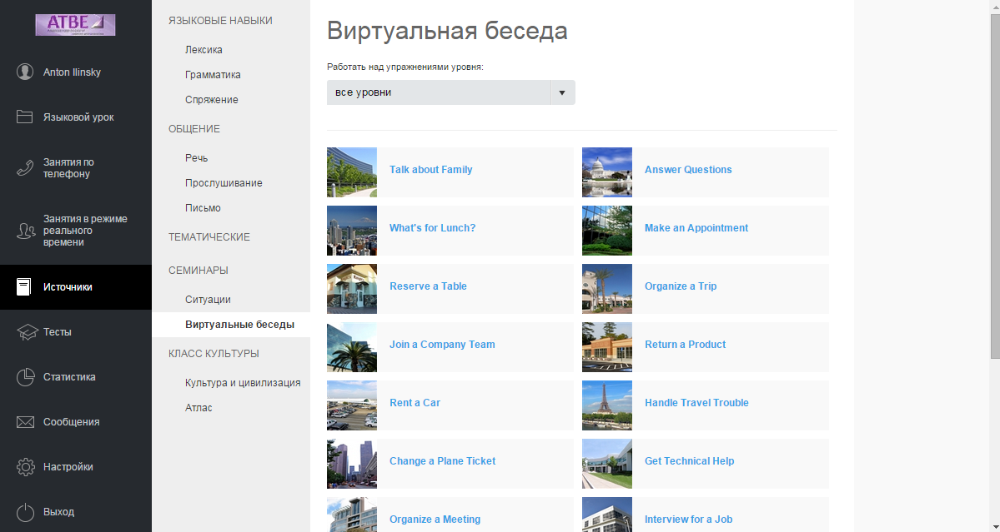 ATBE
Anton Ilinsky
Языковой урок
Занятия по
телефону
Занятия в режиме
реального
времени
Источники
Тесты
Статистика
Сообщения
Настройки
Выход
ЯЗЫКОВЫЕ НАВЫКИ
Лексика
Грамматика
Спряжение
ОБЩЕНИЕ
Речь
Прослушивание
Письмо
ТЕМАТИЧЕСКИЕ
СЕМИНАРЫ
Ситуации
Виртуальные беседы
КЛАСС КУЛЬТУРЫ
Культура и цивилизация
Атлас
Виртуальная беседа
Работать над упражнениями уровня:
все уровни
Talk about Family
Answer Questions
What's for Lunch?
Make an Appointment
Reserve a Table
Organize a Trip
Join a Company Team
Return a Product
Rent a Car
Handle Travel Trouble
Change a Plane Ticket
Get Technical Help
Organize a Meeting
Interview for a Job